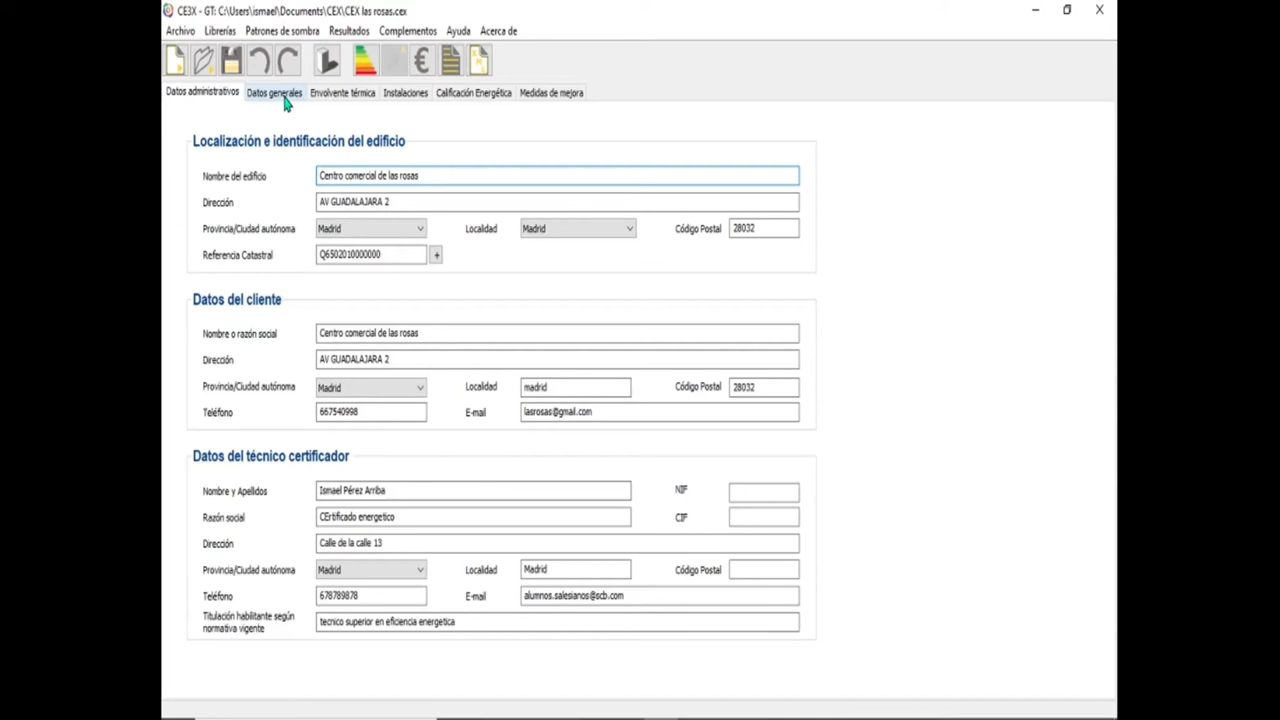 CE3X - GT: C:\Users\ismael\Documents\CEX\CEX las rosas.cex
Archivo Librerías Patrones de sombra Resultados Complementos Ayuda Acerca de
Datos administrativos Datos generales Envolvente térmica Instalaciones Calificación Energética Medidas de mejora
Localización e identificación del edificio
Nombre del edificio Centro comercial de las rosas
Dirección AV GUADALAJARA 2
Provincia/Ciudad autónoma Madrid Localidad Madrid Código Postal 28032
Referencia Catastral Q6502010000000 +
Datos del cliente
Nombre o razón social Centro comercial de las rosas
Dirección AV GUADALAJARA 2
Provincia/Ciudad autónoma Madrid Localidad madrid Código Postal 28032
Teléfono 667540998 E-mail lasrosas@gmail.com
Datos del técnico certificador
Nombre y Apellidos Ismael Pérez Arriba NIF
Razón social CErtificado energetico CIF
Dirección Calle de la calle 13
Provincia/Ciudad autónoma Madrid Localidad Madrid Código Postal
Teléfono 678789878 E-mail alumnos.salesianos@scb.com
Titulación habilitante según
normativa vigente tecnico superior en eficiencia energetica